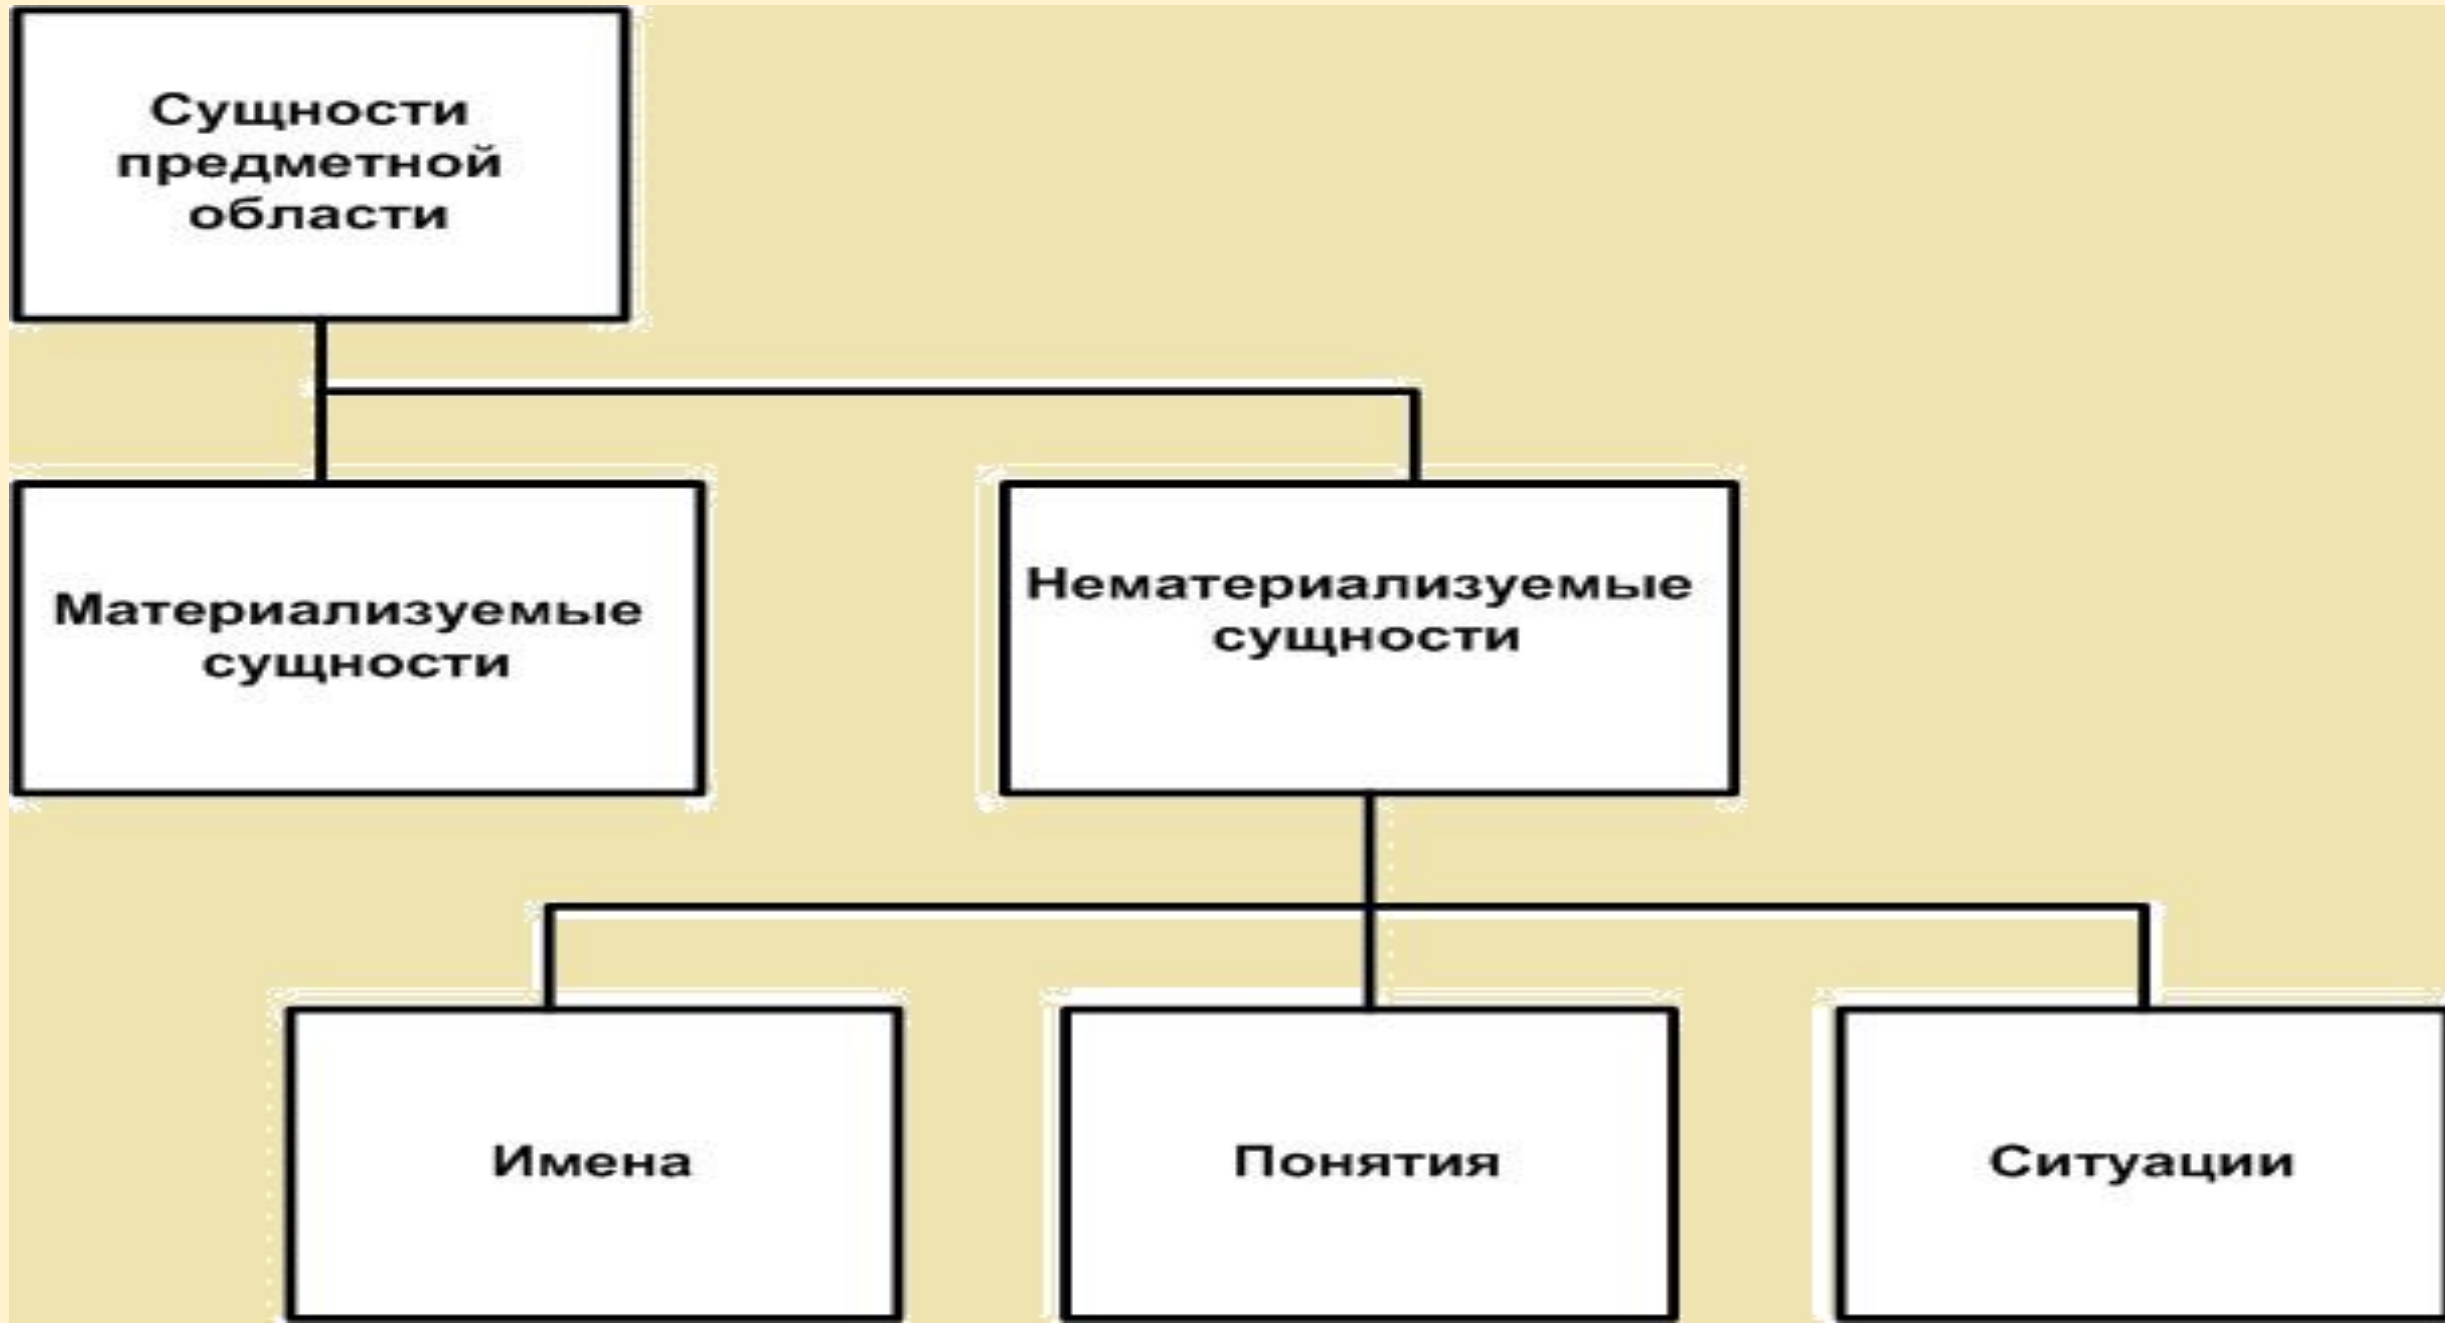 Сущности
предметной
области
Материализуемые
сущности
Нематериализуемые
сущности
Имена
Понятия
Ситуации